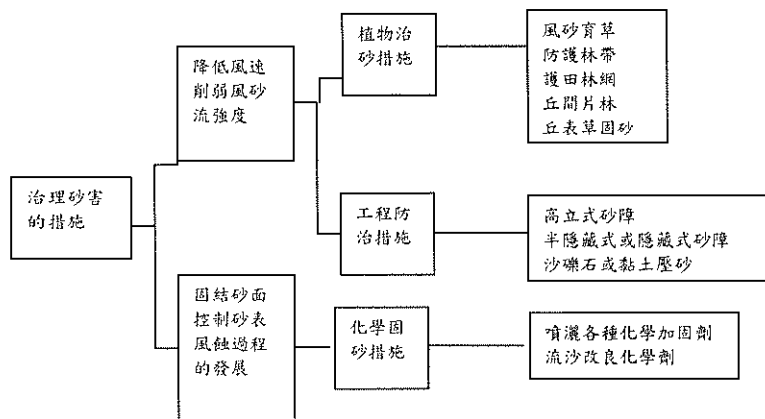 治理砂害
的措施
降低風速
削弱風砂
流強度
植物治
砂措施
風砂育草
防護林帶
護田林網
丘間片林
丘表草固砂
工程防
治措施
高立式砂障
半隱藏式或隱藏式砂障
沙礫石或黏土壓砂
固結砂面
控制砂表
風蝕過程
的發展
化學固
砂措施
噴灑各種化學加固劑
流沙改良化學劑